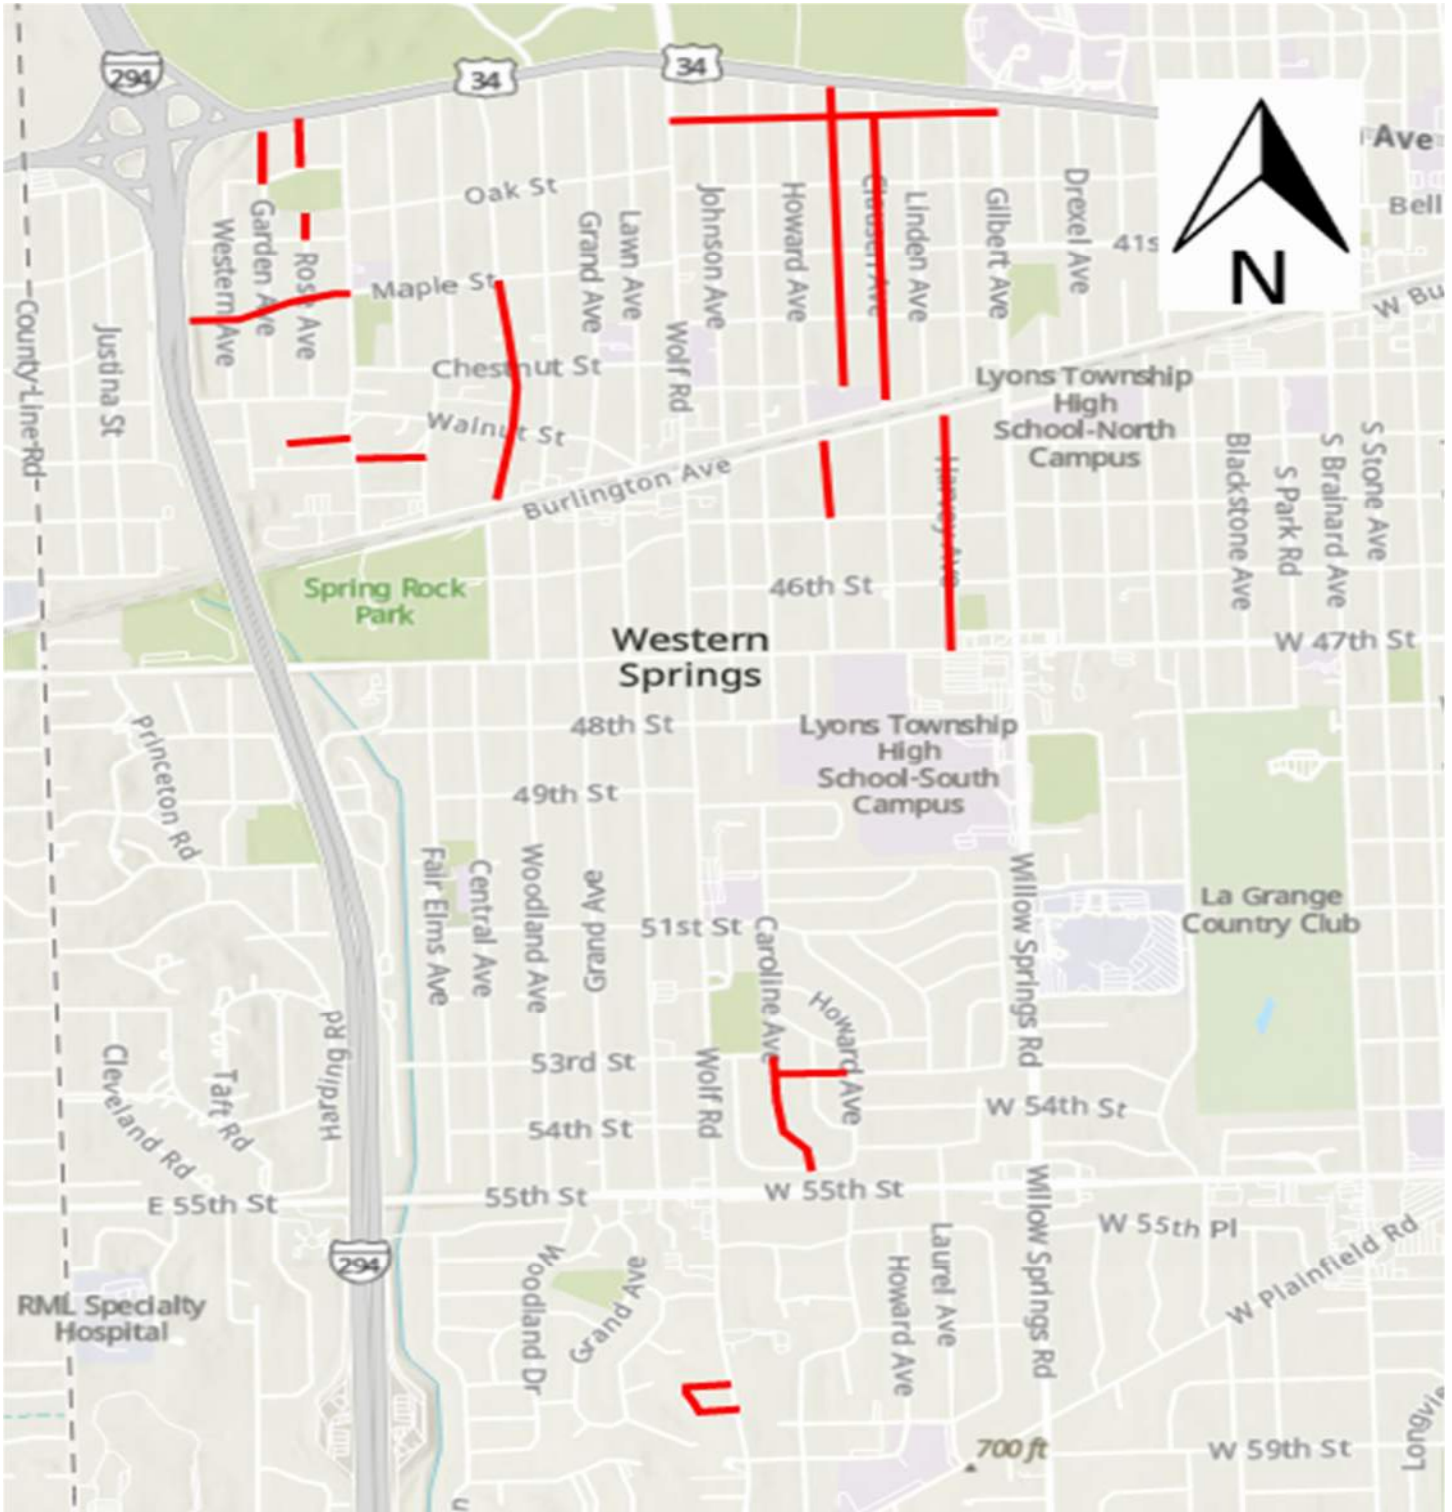 294
34
34
Ave
Bell
41s
N
W Bu
Oak St
Drexel Ave
Johnson Ave
Howard Ave
Clausen Ave
Linden Ave
Gilbert Ave
Grand Ave
Lawn Ave
Garden Ave
Western Ave
Rose Ave
Maple St
County Line Rd
Justina St
Chestnut St
Wolf Rd
Walnut St
Burlington Ave
Lyons Township
High
School-North
Campus
Harvey Ave
Blackstone Ave
S Park Rd
S Brainard Ave
S Stone Ave
Spring Rock
Park
46th St
Western
Springs
W 47th St
48th St
Lyons Township
High
School-South
Campus
49th St
Princeton Rd
Fair Elms Ave
Central Ave
Woodland Ave
Grand Ave
51st St
Caroline Ave
Willow Springs Rd
La Grange
Country Club
Howard Ave
Harding Rd
Cleveland Rd
Taft Rd
53rd St
Wolf Rd
54th St
W 54th St
E 55th St
55th St
W 55th St
W 55th Pl
Willow Springs Rd
294
Woodland Dr
Grand Ave
Howard Ave
Laurel Ave
W Plainfield Rd
RML Specialty
Hospital
700 ft
W 59th St
Longvie